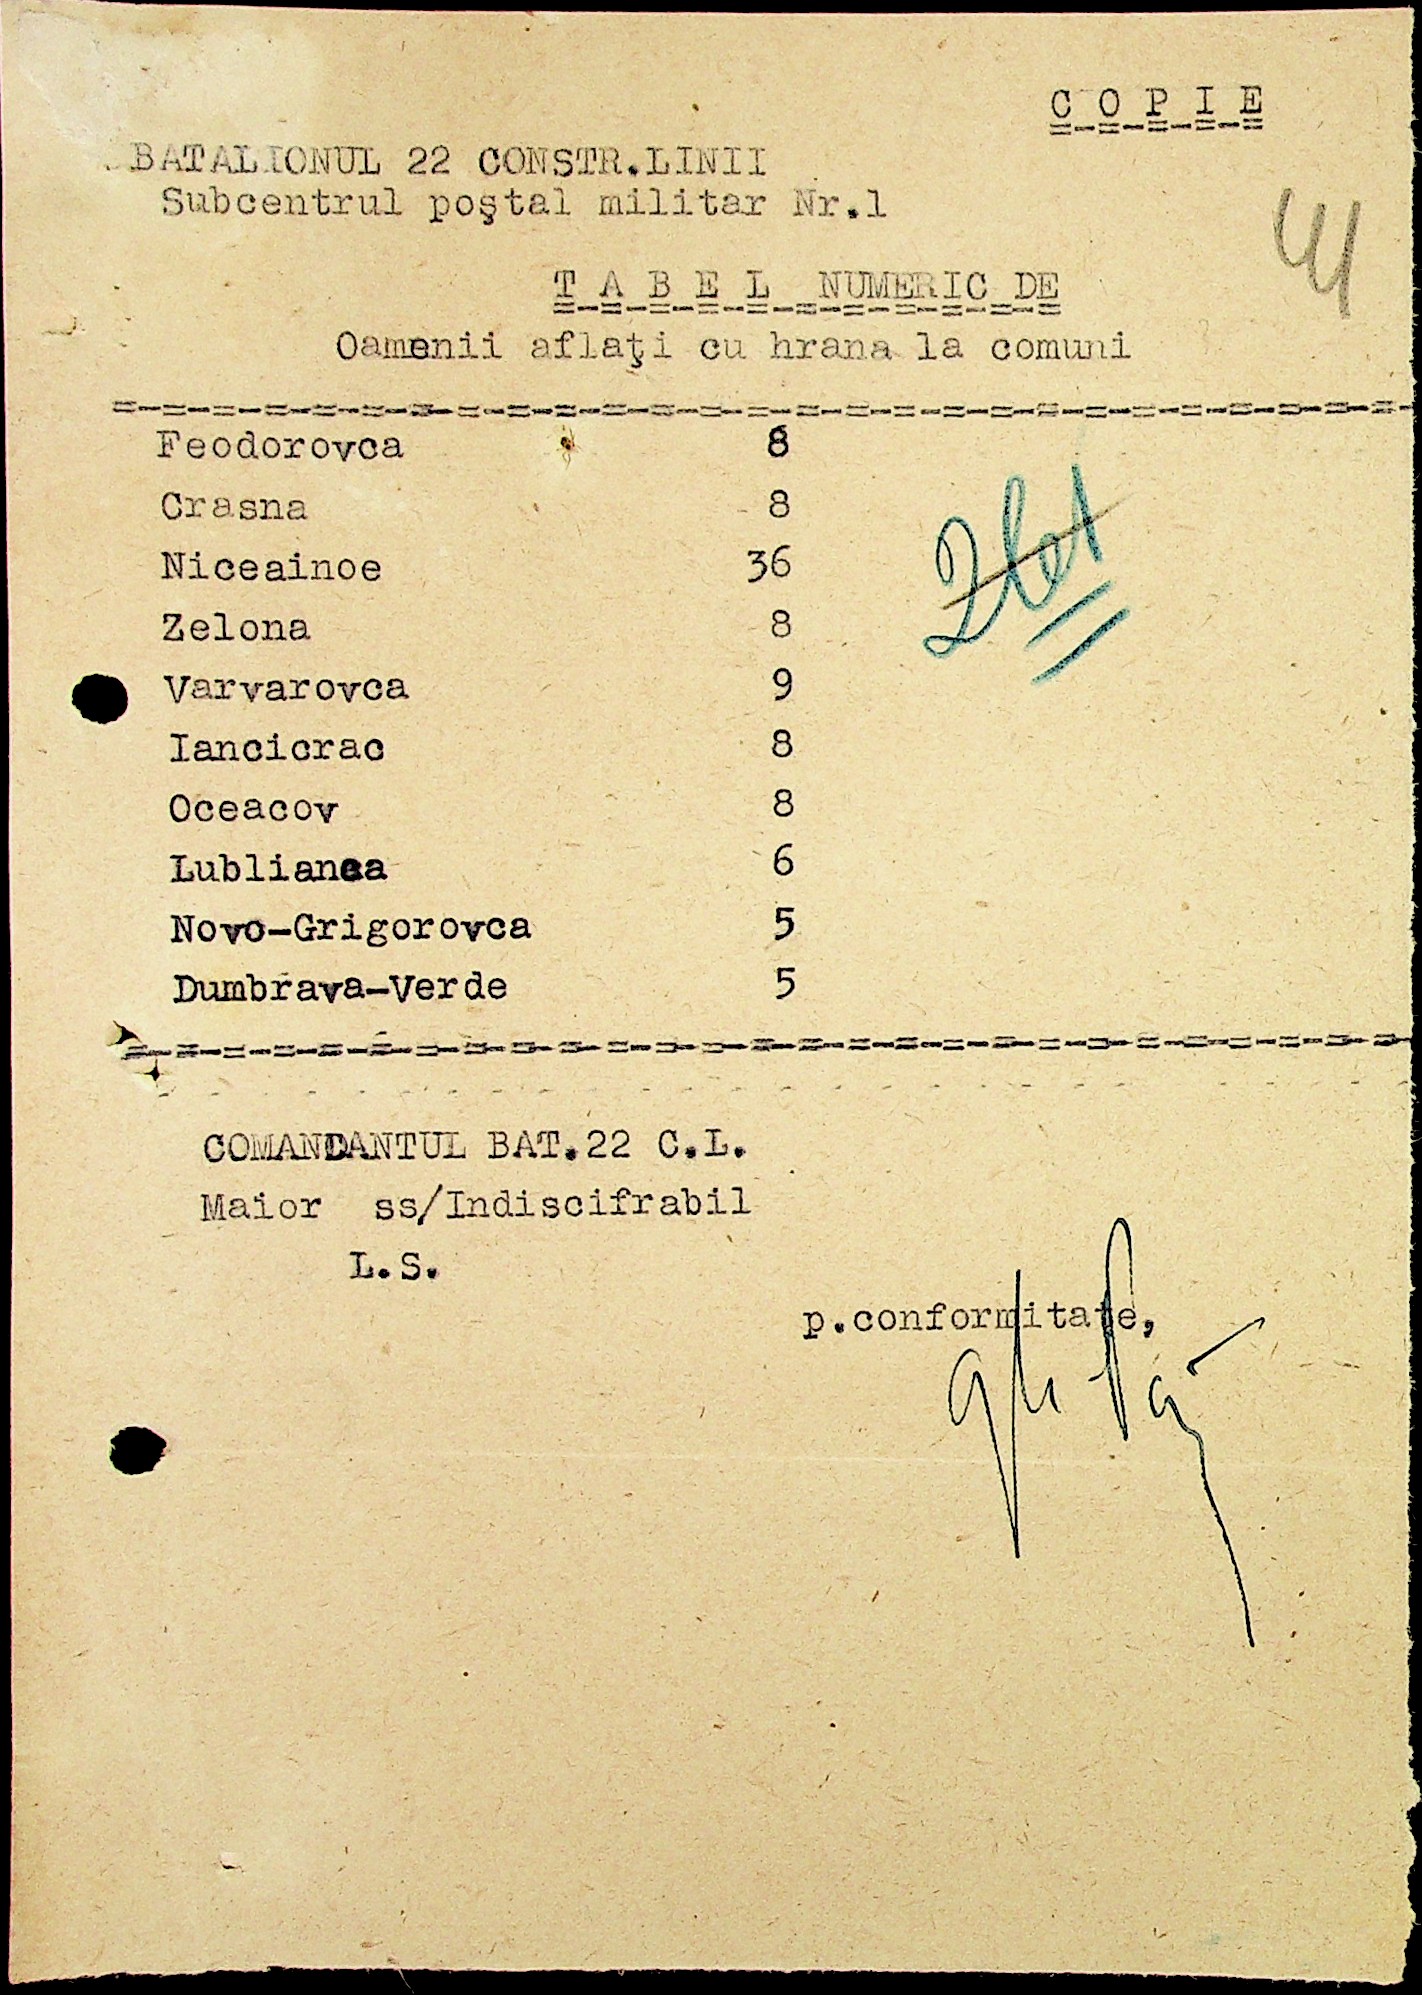 C O P I E
BATALIONUL 22 CONSTR.LINII
Subcentrul poştal militar Nr.1
T A B E L NUMERIC DE
Oamenii aflaţi cu hrana la comuni
Feodorovca 8
Crasna 8
Niceainoe 36
Zelona 8
Varvarovca 9
Iancicrac 8
Oceacov 8
Lublianca 6
Novo-Grigorovca 5
Dumbrava-Verde 5
COMANDANTUL BAT.22 C.L.
Maior ss/Indiscifrabil
L.S.
p.conformitate,